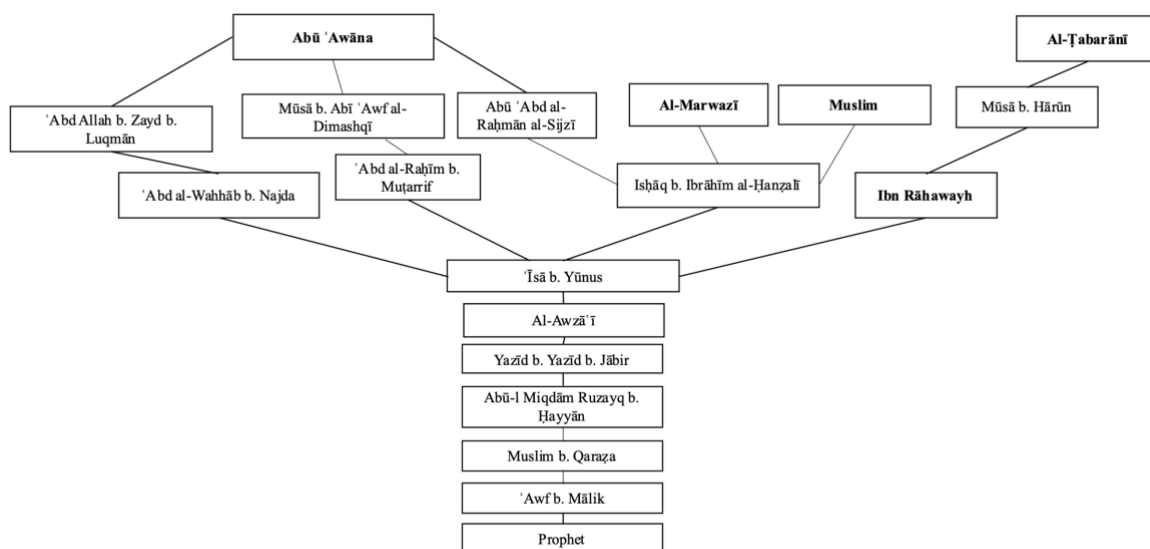 Abū ʿAwāna
Al-Ṭabarānī
ʿAbd Allah b. Zayd b.
Luqmān
Mūsā b. Abī ʿAwf al-
Dimashqī
Abū ʿAbd al-
Raḥmān al-Sijzī
Al-Marwazī
Muslim
Mūsā b. Hārūn
ʿAbd al-Wahhāb b. Najda
ʿAbd al-Raḥīm b.
Muṭarrif
Isḥāq b. Ibrāhīm al-Ḥanẓalī
Ibn Rāhawayh
ʿĪsā b. Yūnus
Al-Awzāʿī
Yazīd b. Yazīd b. Jābir
Abū-l Miqdām Ruzayq b.
Ḥayyān
Muslim b. Qaraẓa
ʿAwf b. Mālik
Prophet